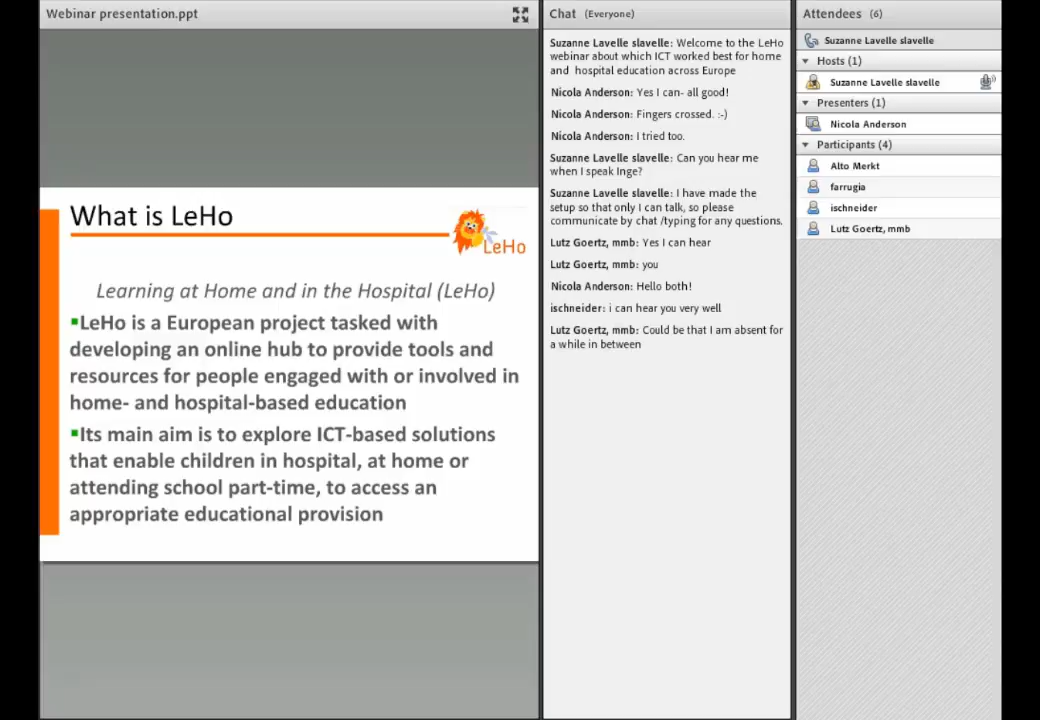 Webinar presentation.ppt
What is LeHo
LeHo
Learning at Home and in the Hospital (LeHo)
▪LeHo is a European project tasked with
developing an online hub to provide tools and
resources for people engaged with or involved in
home- and hospital-based education
▪Its main aim is to explore ICT-based solutions
that enable children in hospital, at home or
attending school part-time, to access an
appropriate educational provision
Chat (Everyone)
Suzanne Lavelle slavelle: Welcome to the LeHo
webinar about which ICT worked best for home
and hospital education across Europe
Nicola Anderson: Yes I can- all good!
Nicola Anderson: Fingers crossed. :-)
Nicola Anderson: I tried too.
Suzanne Lavelle slavelle: Can you hear me
when I speak Inge?
Suzanne Lavelle slavelle: I have made the
setup so that only I can talk, so please
communicate by chat /typing for any questions.
Lutz Goertz, mmb: Yes I can hear
Lutz Goertz, mmb: you
Nicola Anderson: Hello both!
ischneider: i can hear you very well
Lutz Goertz, mmb: Could be that I am absent for
a while in between
Attendees (6)
Suzanne Lavelle slavelle
Hosts (1)
Suzanne Lavelle slavelle
Presenters (1)
Nicola Anderson
Participants (4)
Alto Merkt
farrugia
ischneider
Lutz Goertz, mmb